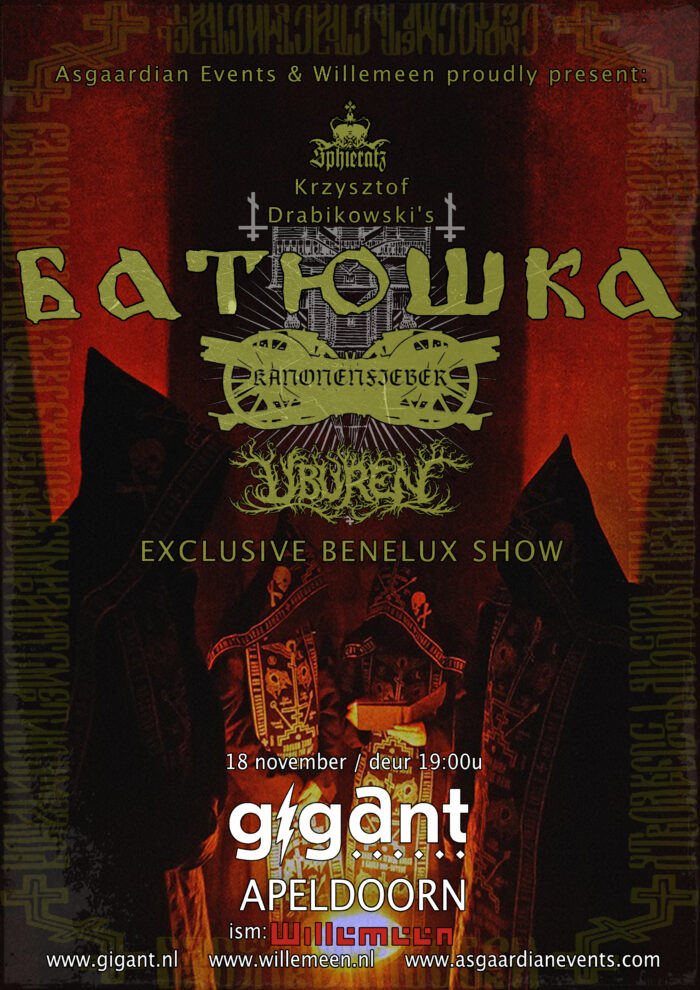 Asgaardian Events & Willemeen proudly present:
Sphieratz
Krzysztof
Drabikowski's
БАТЮШКА
KANONENFIEBER
UBUREN
EXCLUSIVE BENELUX SHOW
18 november / deur 19:00u
gigant
APELDOORN
ism: Willemeen
www.gigant.nl www.willemeen.nl www.asgaardianevents.com